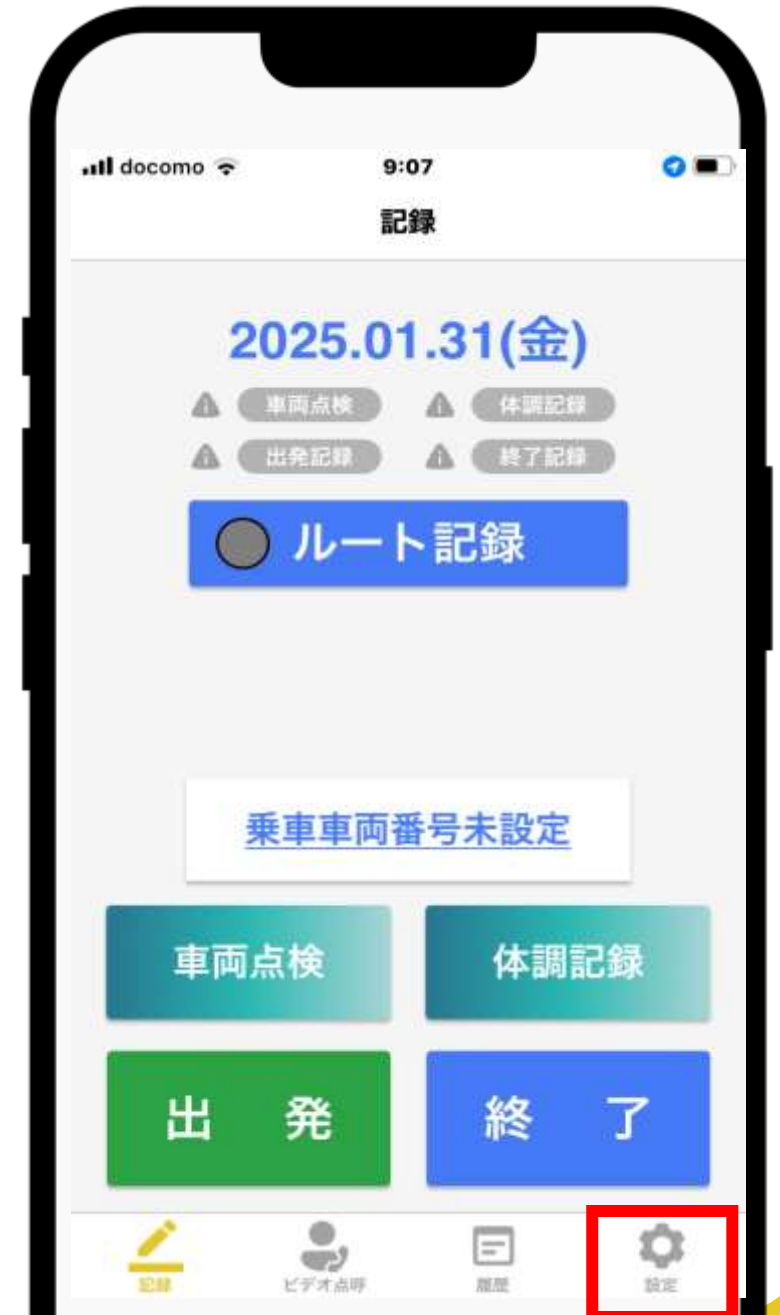 docomo 9:07
記録
2025.01.31(金)
車両点検 体調記録
出発記録 終了記録
ルート記録
乗車車両番号未設定
車両点検 体調記録
出 発 終 了
記録 ビデオ点呼 履歴 設定